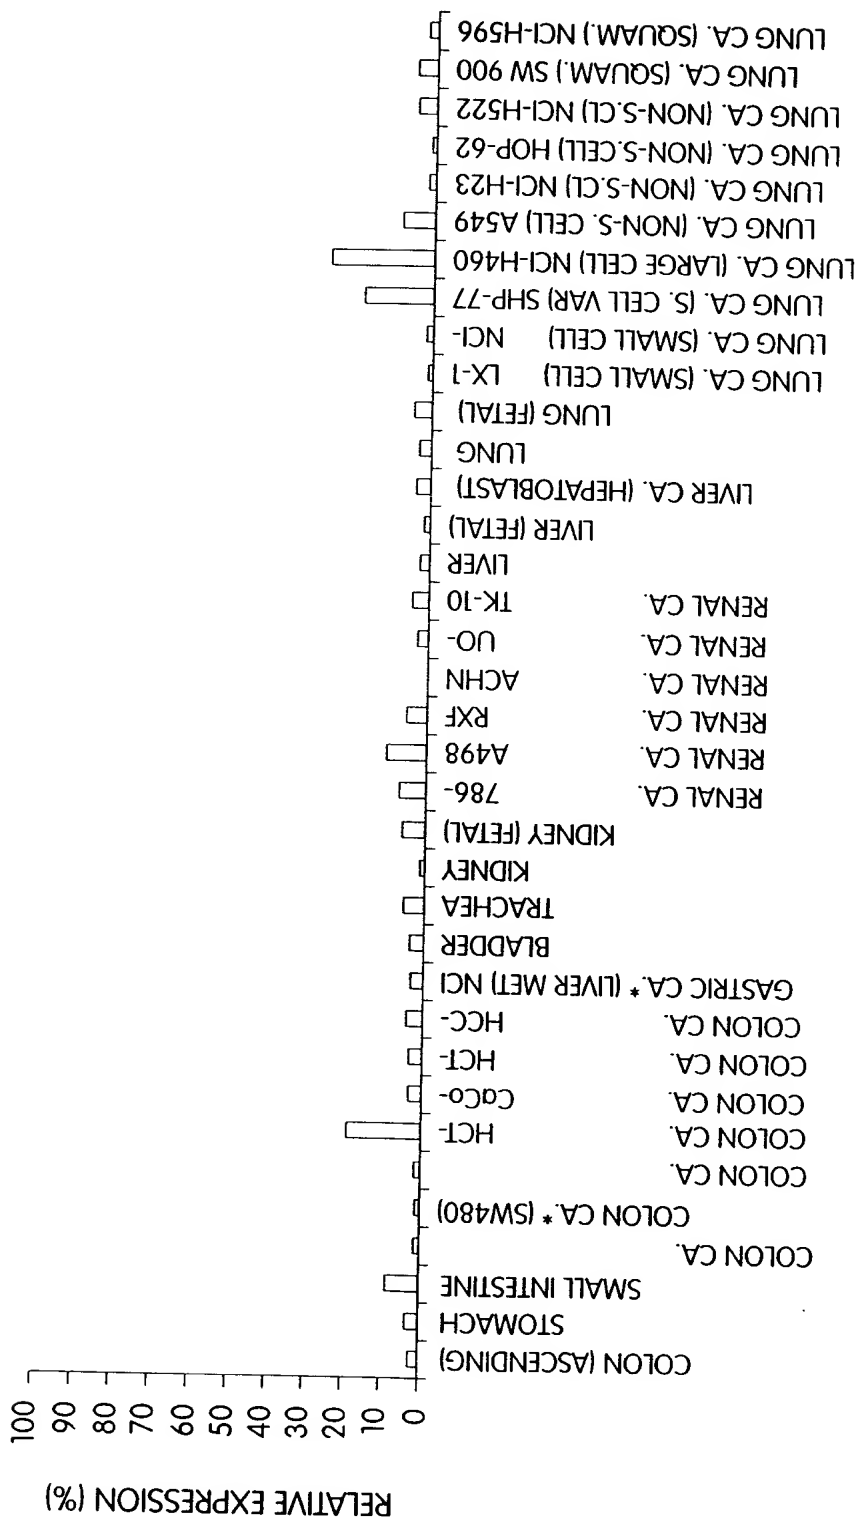 RELATIVE EXPRESSION (%)
0 10 20 30 40 50 60 70 80 90 100
COLON (ASCENDING)
STOMACH
SMALL INTESTINE
COLON CA.
COLON CA.* (SW480)
COLON CA.
COLON CA. HCT-
COLON CA. CaCo-
COLON CA. HCT-
COLON CA. HCC-
GASTRIC CA.* (LIVER MET) NCI
BLADDER
TRACHEA
KIDNEY
KIDNEY (FETAL)
RENAL CA. 786-
RENAL CA. A498
RENAL CA. RXF
RENAL CA. ACHN
RENAL CA. UO-
RENAL CA. TK-10
LIVER
LIVER (FETAL)
LIVER CA. (HEPATOBLAST)
LUNG
LUNG (FETAL)
LUNG CA. (SMALL CELL) LX-1
LUNG CA. (SMALL CELL) NCI-
LUNG CA. (S. CELL VAR) SHP-77
LUNG CA. (LARGE CELL) NCI-H460
LUNG CA. (NON-S. CELL) A549
LUNG CA. (NON-S.CL) NCI-H23
LUNG CA. (NON-S.CELL) HOP-62
LUNG CA. (NON-S.CL) NCI-H522
LUNG CA. (SQUAM.) SW 900
LUNG CA. (SQUAM.) NCI-H596